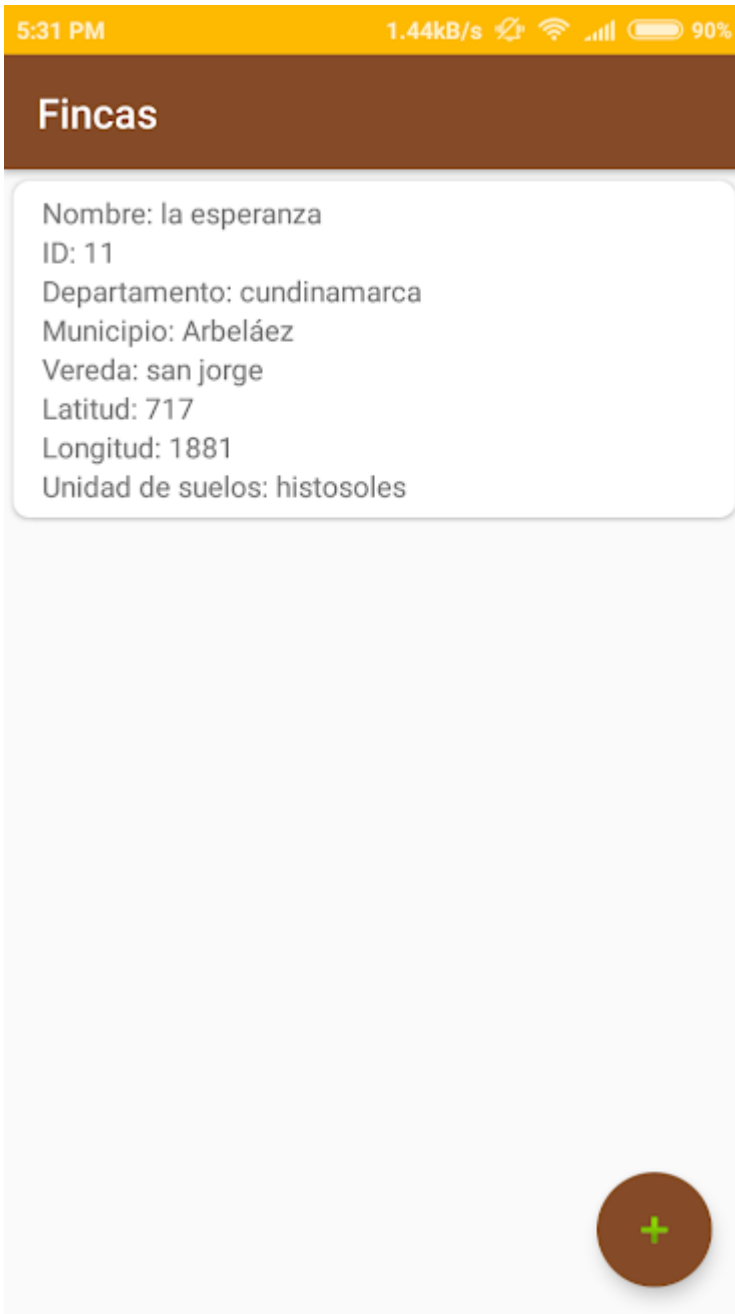 5:31 PM 1.44kB/s 90%
Fincas
Nombre: la esperanza
ID: 11
Departamento: cundinamarca
Municipio: Arbeláez
Vereda: san jorge
Latitud: 717
Longitud: 1881
Unidad de suelos: histosoles
+